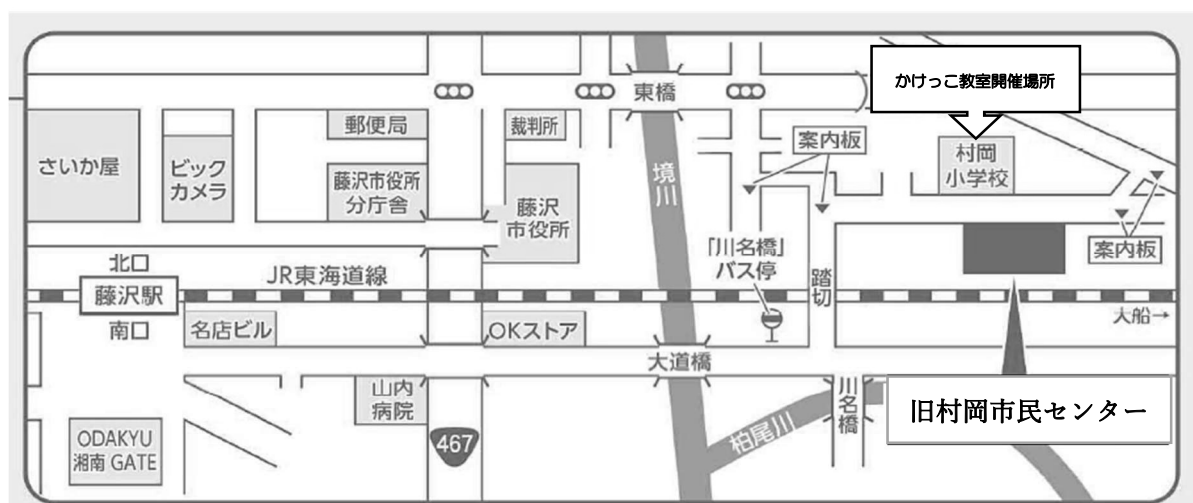 かけっこ教室開催場所
東橋
郵便局
裁判所
さいか屋
ビック
カメラ
藤沢市役所
分庁舎
藤沢
市役所
境川
案内板
村岡
小学校
「川名橋」
バス停
踏切
案内板
北口
藤沢駅
南口
JR東海道線
大船→
名店ビル
OKストア
大道橋
山内
病院
川名橋
旧村岡市民センター
ODAKYU
湘南 GATE
467
柏尾川